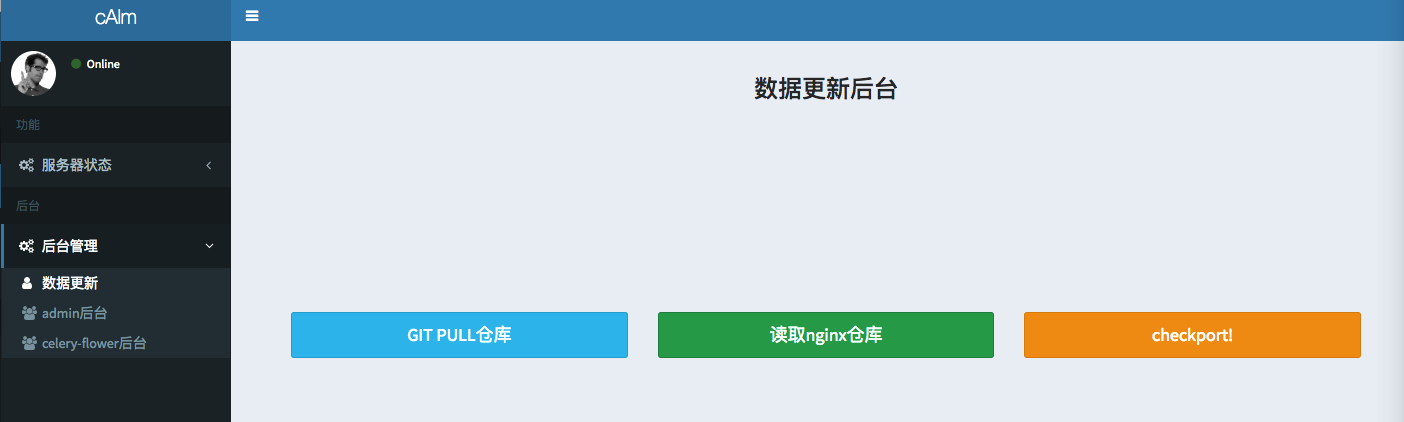 cAlm
Online
功能
服务器状态
后台
后台管理
数据更新
admin后台
celery-flower后台
数据更新后台
GIT PULL仓库
读取nginx仓库
checkport!